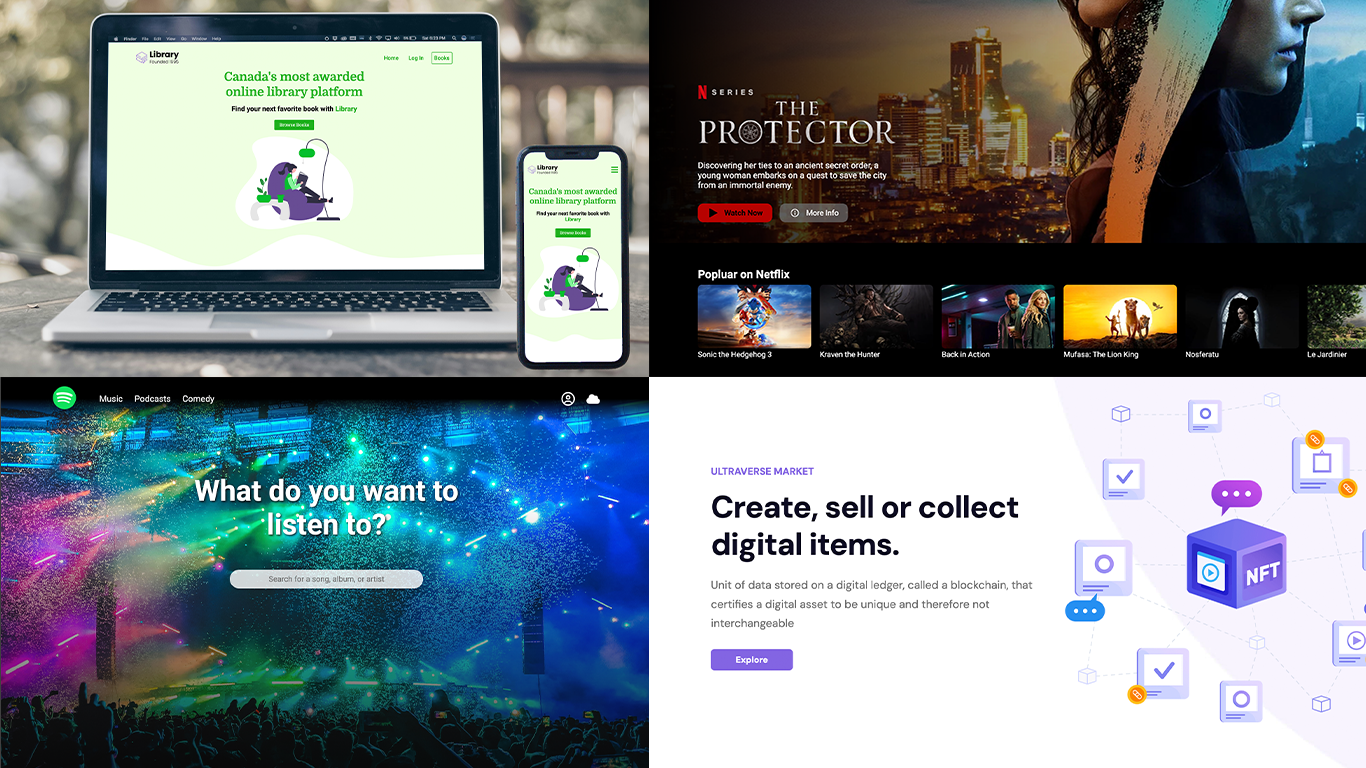 Finder File Edit View Go Window Help
Library
Founded 1996
Home Log In Books
Canada's most awarded
online library platform
Find your next favorite book with Library
Browse Books
Library
Canada's most awarded
online library platform
Find your next favorite book with
Library
Browse Books
N SERIES
THE
PROTECTOR
Discovering her ties to an ancient secret order, a
young woman embarks on a quest to save the city
from an immortal enemy.
Watch Now More Info
Popluar on Netflix
Sonic the Hedgehog 3 Kraven the Hunter Back in Action Mufasa: The Lion King Nosferatu Le Jardinier
Music Podcasts Comedy
What do you want to
listen to?
Search for a song, album, or artist
ULTRAVERSE MARKET
Create, sell or collect
digital items.
Unit of data stored on a digital ledger, called a blockchain, that
certifies a digital asset to be unique and therefore not
interchangeable
Explore
NFT